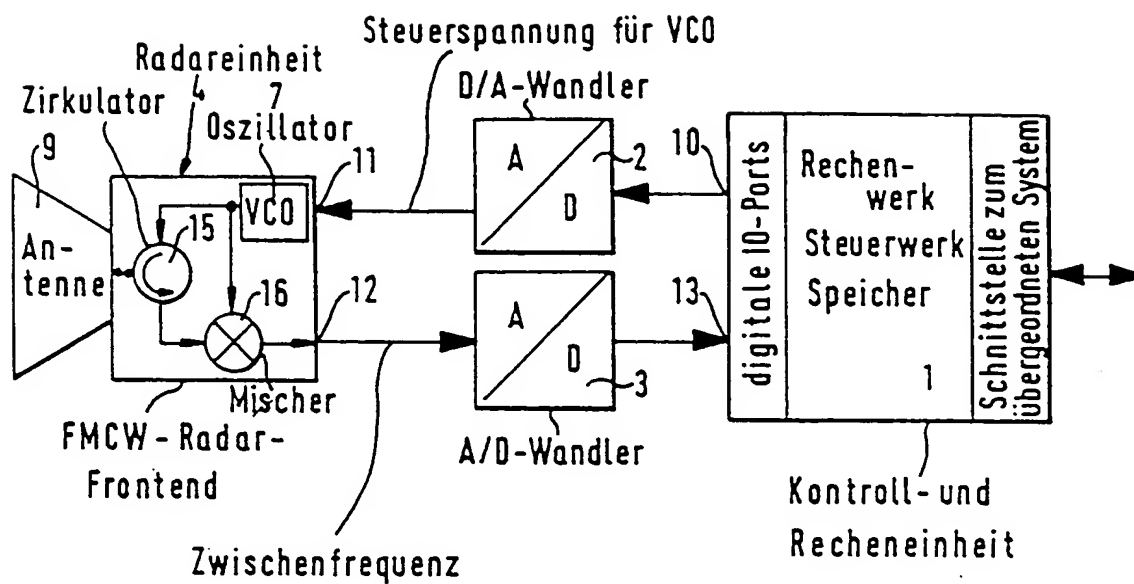 Steuerspannung für VCO
Radareinheit
4
Zirkulator
7
Oszillator
D/A-Wandler
9
11
A
2
D
10
VCO
15
An-
tenne
16
12
A
D
3
13
Mischer
FMCW-Radar-
Frontend
A/D-Wandler
Zwischenfrequenz
digitale IO-Ports
Rechen-
werk
Steuerwerk
Speicher
1
Schnittstelle zum
übergeordneten System
Kontroll- und
Recheneinheit